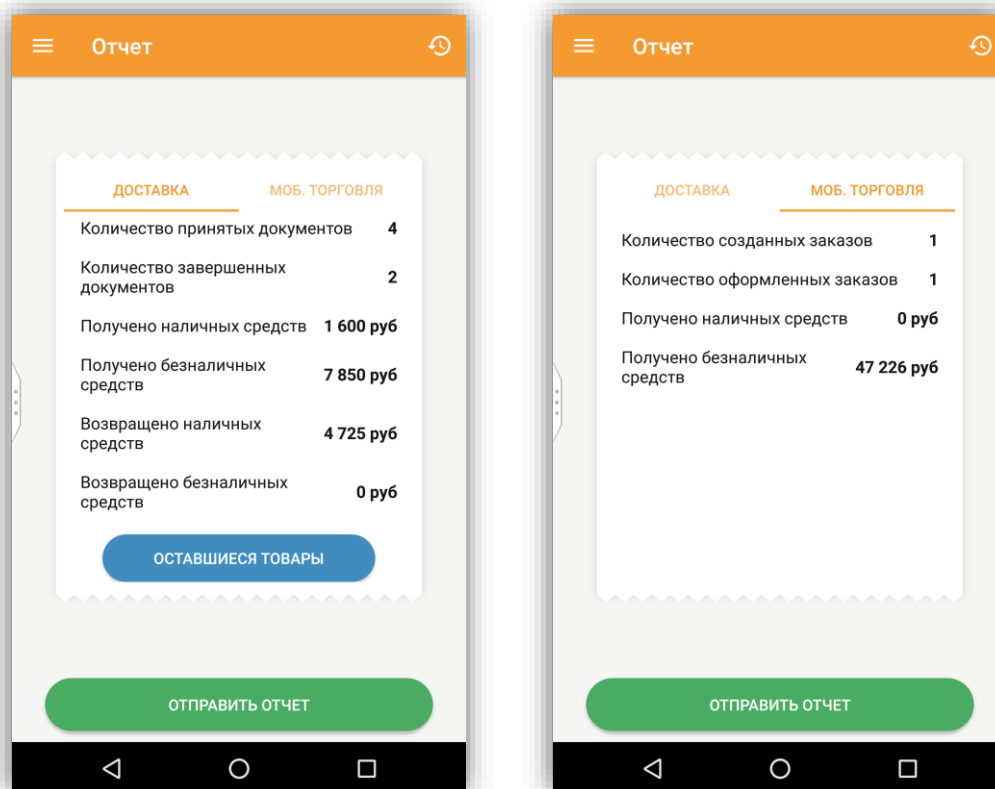 Отчет
ДОСТАВКА МОБ. ТОРГОВЛЯ
Количество принятых документов 4
Количество завершенных
документов 2
Получено наличных средств 1 600 руб
Получено безналичных
средств 7 850 руб
Возвращено наличных
средств 4 725 руб
Возвращено безналичных
средств 0 руб
ОСТАВШИЕСЯ ТОВАРЫ
ОТПРАВИТЬ ОТЧЕТ
Отчет
ДОСТАВКА МОБ. ТОРГОВЛЯ
Количество созданных заказов 1
Количество оформленных заказов 1
Получено наличных средств 0 руб
Получено безналичных
средств 47 226 руб
ОТПРАВИТЬ ОТЧЕТ